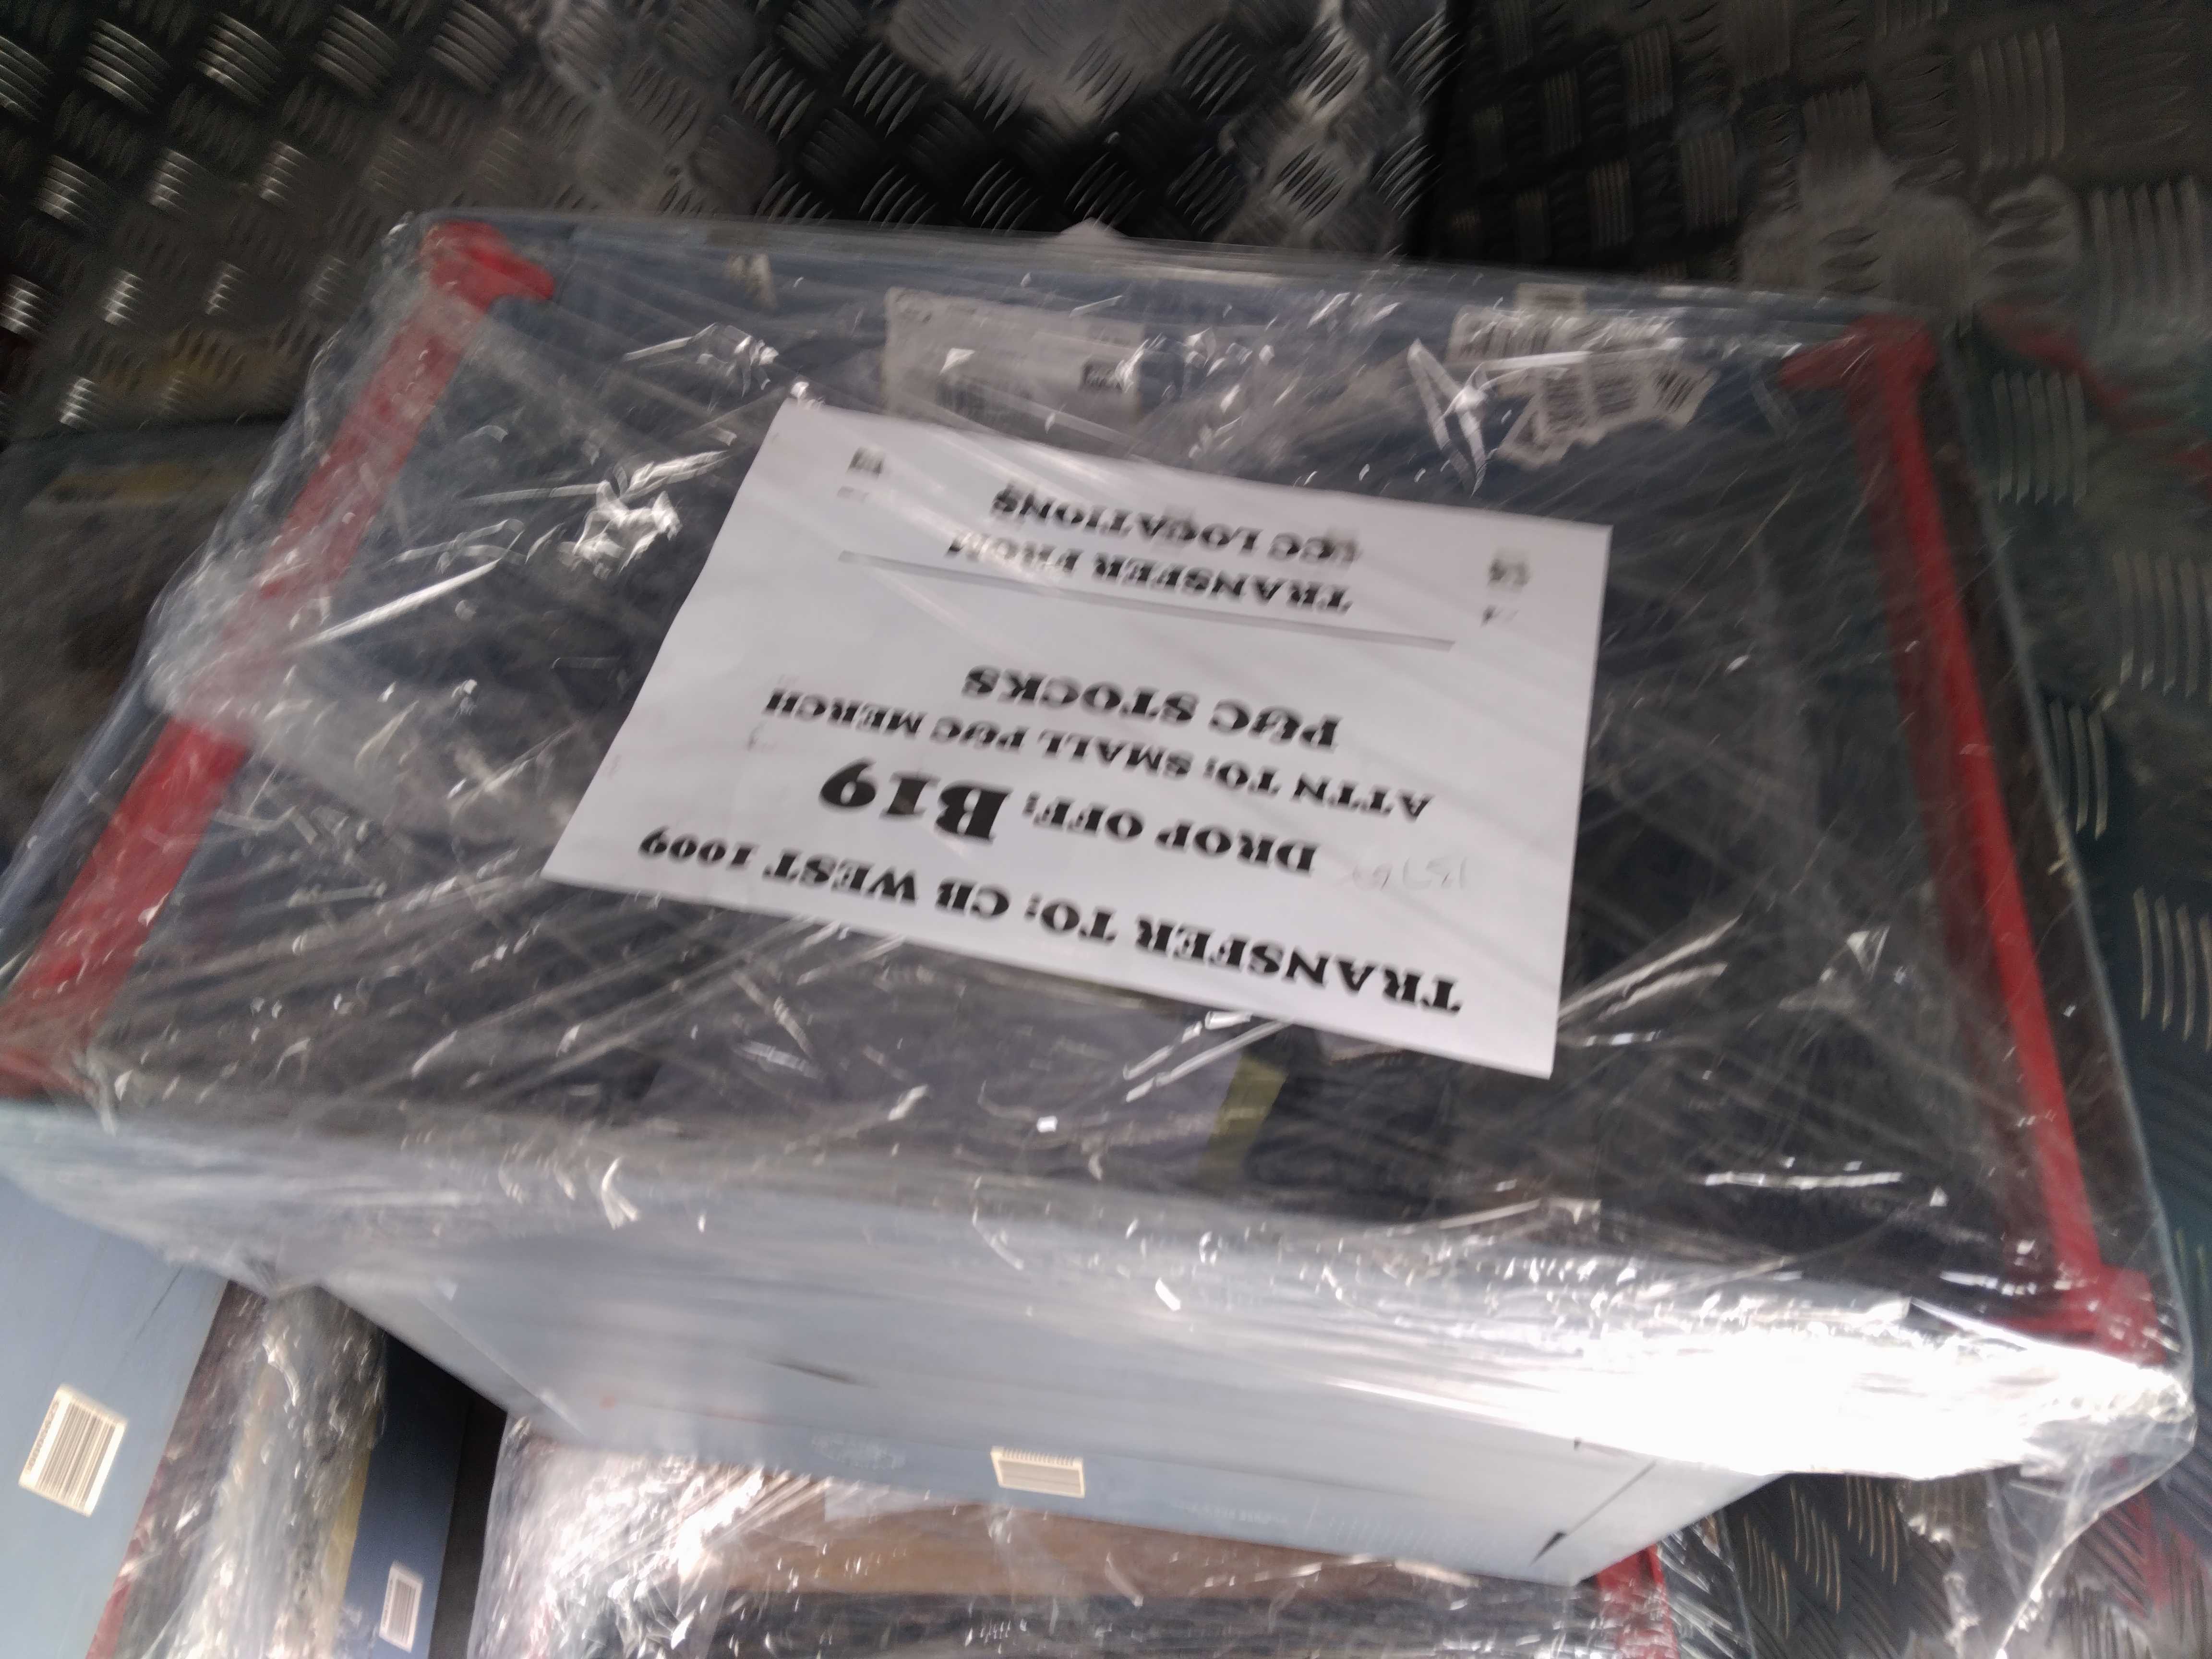 TRANSFER TO: CB WEST 1009
DROP OFF: B19
ATTN TO: SMALL P&C MERCH
P&C STOCKS
TRANSFER FROM
LOCATIONS